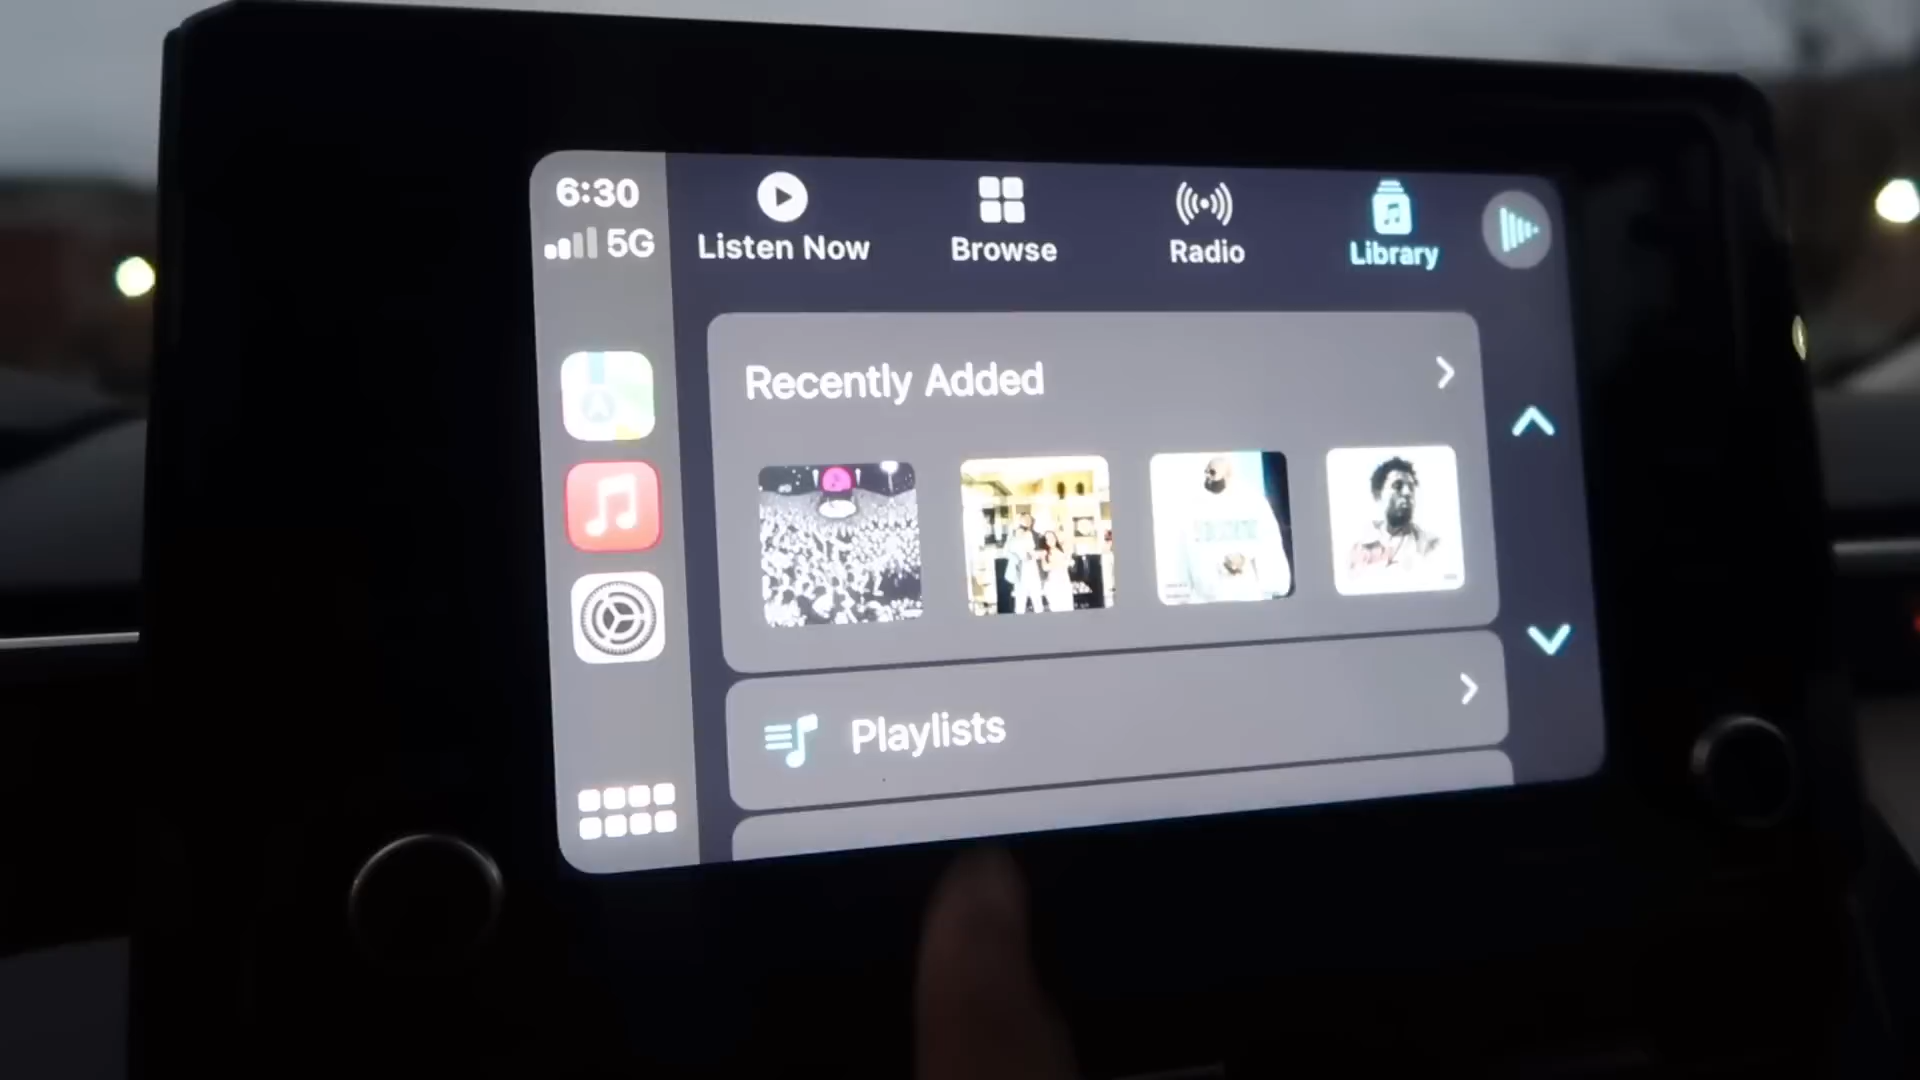 6:30
5G
Listen Now
Browse
Radio
Library
Recently Added
Playlists